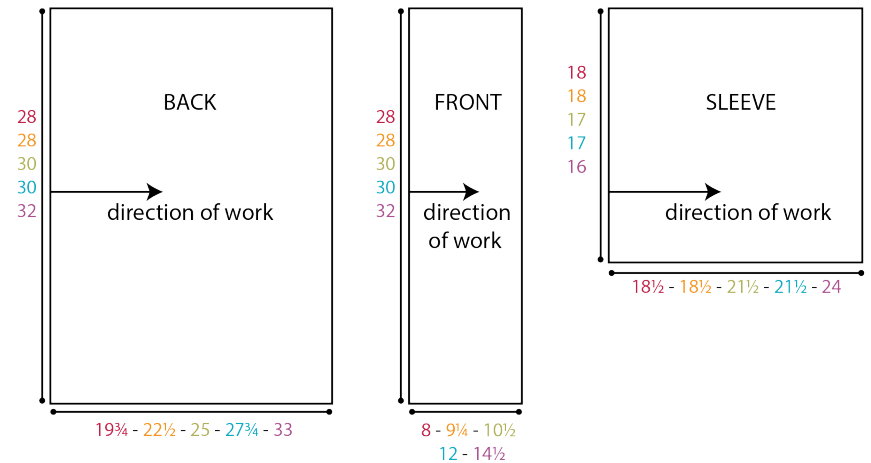 BACK
28
28
30
30
32
direction of work
19¾ - 22½ - 25 - 27¾ - 33
FRONT
28
28
30
30
32
direction
of work
8 - 9¼ - 10½
12 - 14½
SLEEVE
18
18
17
17
16
direction of work
18½ - 18½ - 21½ - 21½ - 24